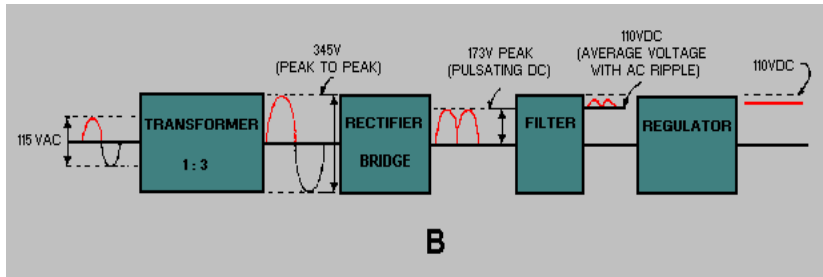 345V
(PEAK TO PEAK)
173V PEAK
(PULSATING DC)
110VDC
(AVERAGE VOLTAGE
WITH AC RIPPLE)
110VDC
115 VAC
TRANSFORMER
1 : 3
RECTIFIER
BRIDGE
FILTER
REGULATOR
B